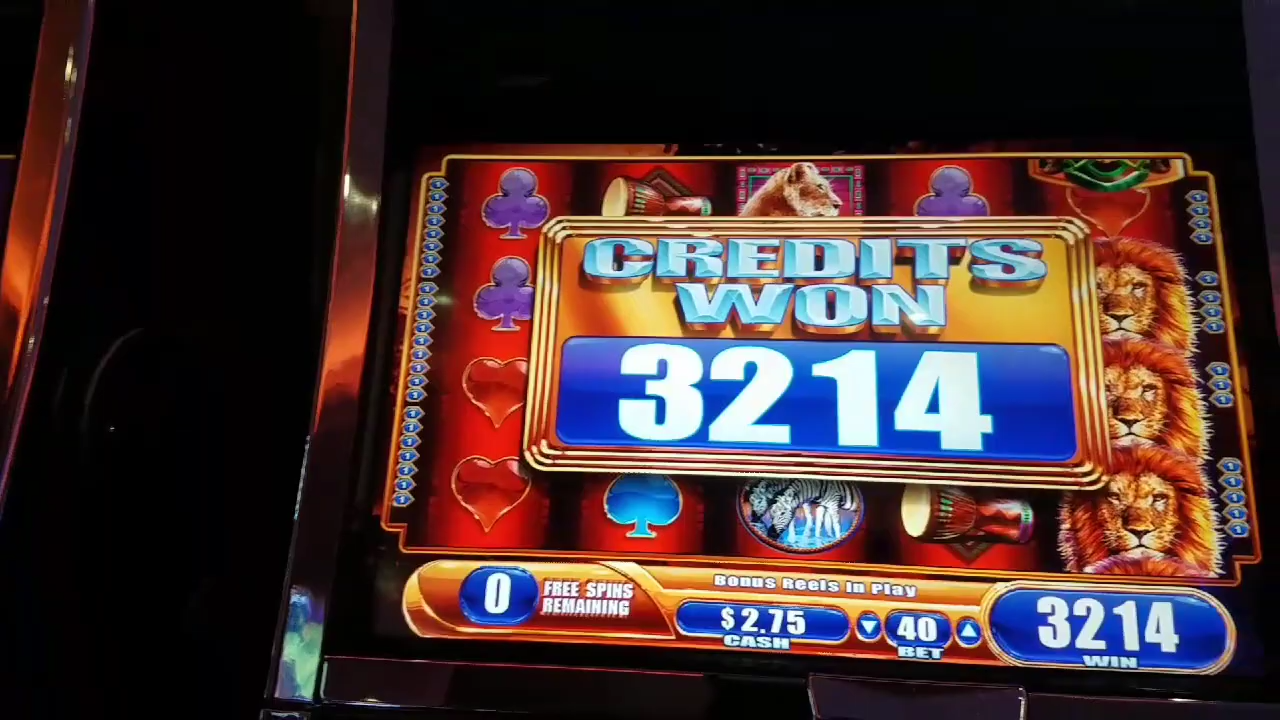 CREDITS
WON
3214
0
FREE SPINS
REMAINING
Bonus Reels in Play
$2.75
CASH
40
BET
3214
WIN